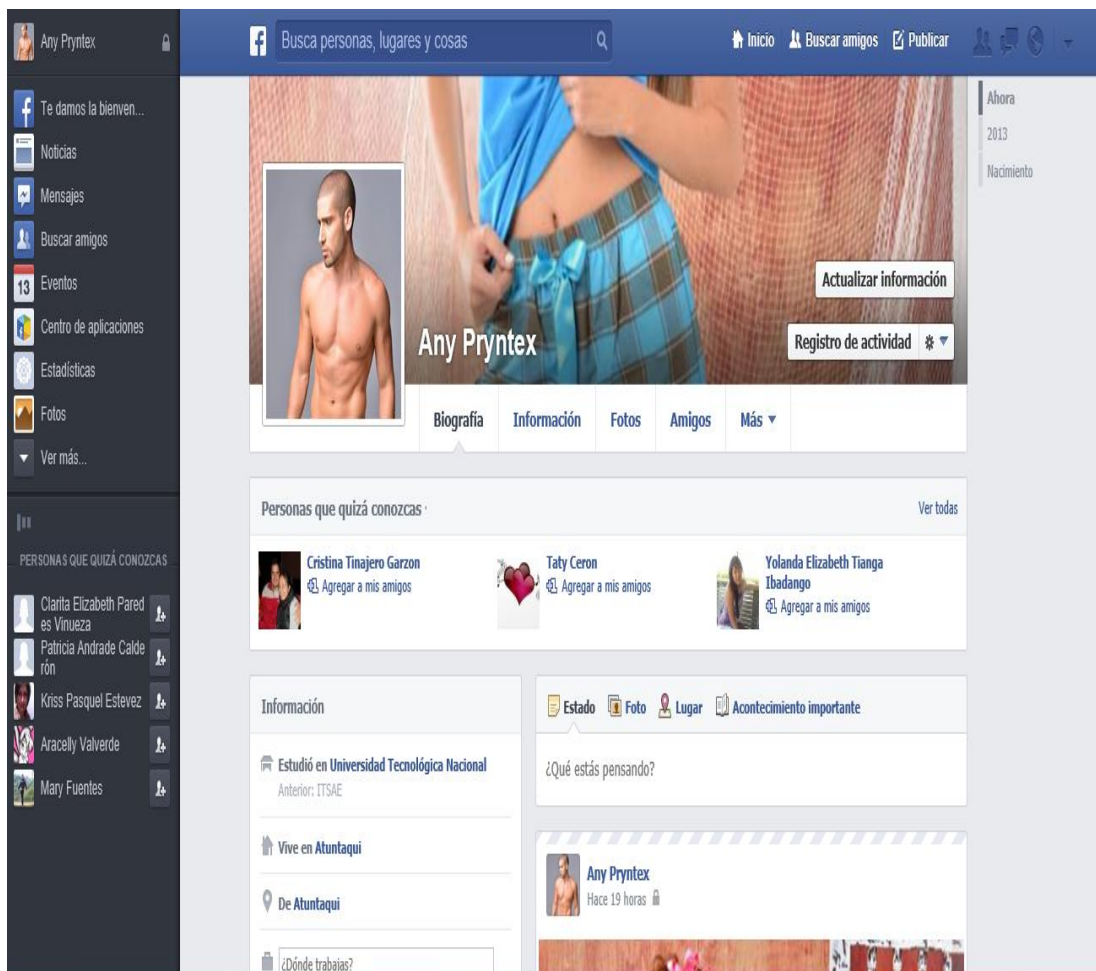 Any Pryntex
Te damos la bienven...
Noticias
Mensajes
Buscar amigos
13
Eventos
Centro de aplicaciones
Estadísticas
Fotos
Ver más...
PERSONAS QUE QUIZÁ CONOZCAS
Clarita Elizabeth Pared
es Vinueza
Patricia Andrade Calde
rón
Kriss Pasquel Estevez
Aracelly Valverde
Mary Fuentes
f
Busca personas, lugares y cosas
Inicio
Buscar amigos
Publicar
Ahora
2013
Nacimiento
Actualizar información
Any Pryntex
Registro de actividad
Biografía
Información
Fotos
Amigos
Más
Personas que quizá conozcas ·
Ver todas
Cristina Tinajero Garzon
Agregar a mis amigos
Taty Ceron
Agregar a mis amigos
Yolanda Elizabeth Tianga
Ibadango
Agregar a mis amigos
Información
Estudió en Universidad Tecnológica Nacional
Anterior: ITSAE
Vive en Atuntaqui
De Atuntaqui
¿Dónde trabajas?
Estado
Foto
Lugar
Acontecimiento importante
¿Qué estás pensando?
Any Pryntex
Hace 19 horas